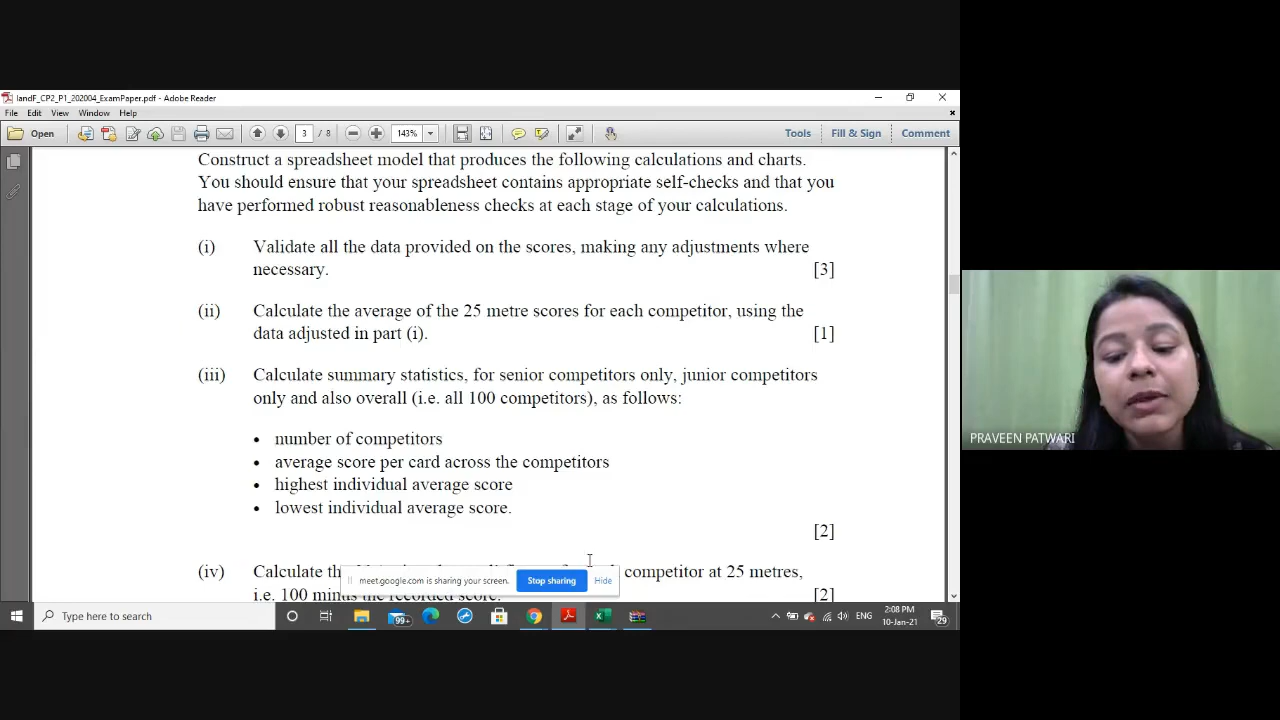 IandF_CP2_P1_202004_ExamPaper.pdf - Adobe Reader
File Edit View Window Help
Open 3 / 8 143% Tools Fill & Sign Comment
Construct a spreadsheet model that produces the following calculations and charts.
You should ensure that your spreadsheet contains appropriate self-checks and that you
have performed robust reasonableness checks at each stage of your calculations.
(i) Validate all the data provided on the scores, making any adjustments where
necessary. [3]
(ii) Calculate the average of the 25 metre scores for each competitor, using the
data adjusted in part (i). [1]
(iii) Calculate summary statistics, for senior competitors only, junior competitors
only and also overall (i.e. all 100 competitors), as follows:
• number of competitors
• average score per card across the competitors
• highest individual average score
• lowest individual average score.
[2]
(iv) Calculate the competitor at 25 metres,
i.e. 100 minus the recorded score. [2]
meet.google.com is sharing your screen. Stop sharing Hide
PRAVEEN PATWARI
Type here to search 99+ ENG 2:08 PM
10-Jan-21 29